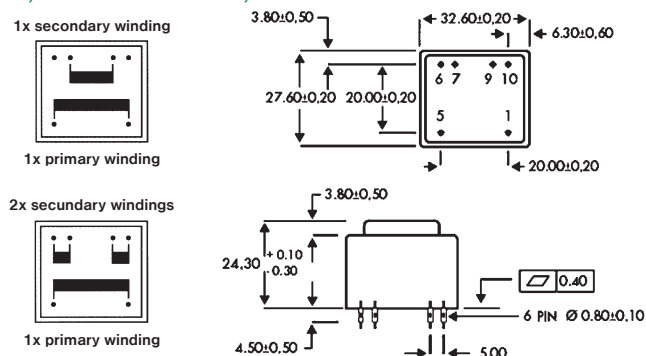 1x secondary winding
1x primary winding
3.80±0,50
32.60±0,20
6.30±0,60
27.60±0,20
20.00±0,20
6 7 9 10
5 1
20.00±0,20
2x secundary windings
1x primary winding
3.80±0,50
24,30 + 0.10
- 0.30
0.40
6 PIN Ø 0.80±0,10
4.50±0,50
5.00